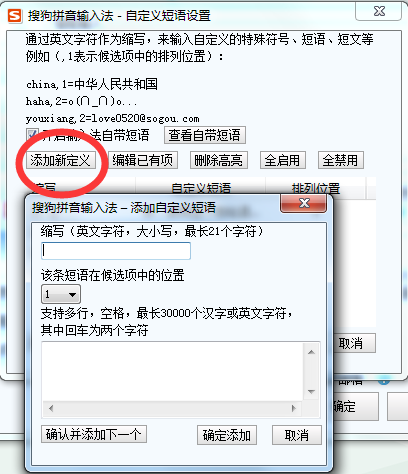 搜狗拼音输入法 - 自定义短语设置
通过英文字符作为缩写，来输入自定义的特殊符号、短语、短文等
例如（,1表示候选项中的排列位置）：
china,1=中华人民共和国
haha,2=o(∩_∩)o...
youxiang,2=love0520@sogou.com
开启输入法自带短语 查看自带短语
添加新定义 编辑已有项 删除高亮 全启用 全禁用
缩写 自定义短语 排列位置
搜狗拼音输入法 – 添加自定义短语
缩写（英文字符，大小写，最长21个字符）
该条短语在候选项中的位置
1
支持多行，空格，最长30000个汉字或英文字符，
其中回车为两个字符
取消
确定
确认并添加下一个 确定添加 取消